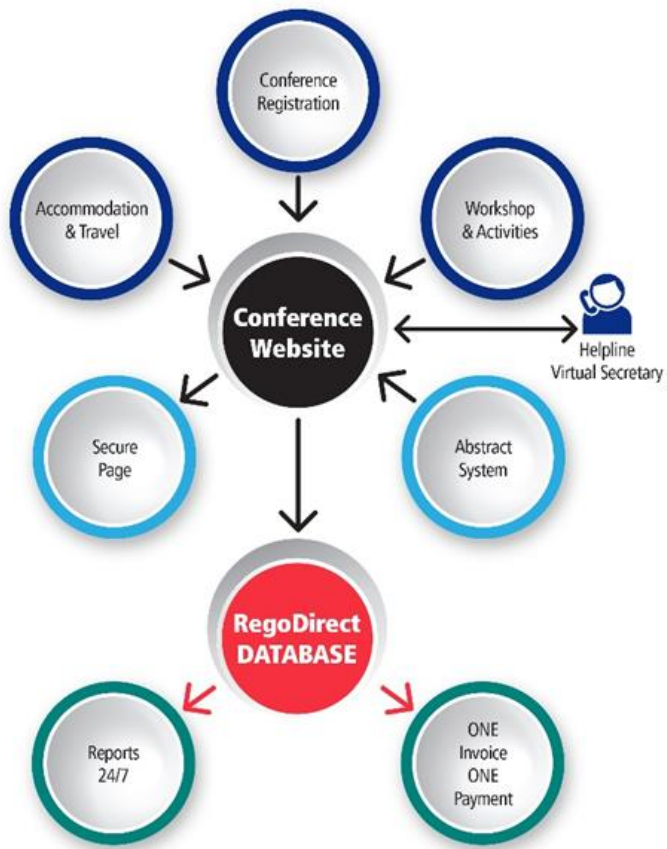 Conference
Registration
Accommodation
& Travel
Workshop
& Activities
Conference
Website
Helpline
Virtual Secretary
Secure
Page
Abstract
System
RegoDirect
DATABASE
Reports
24/7
ONE
Invoice
ONE
Payment